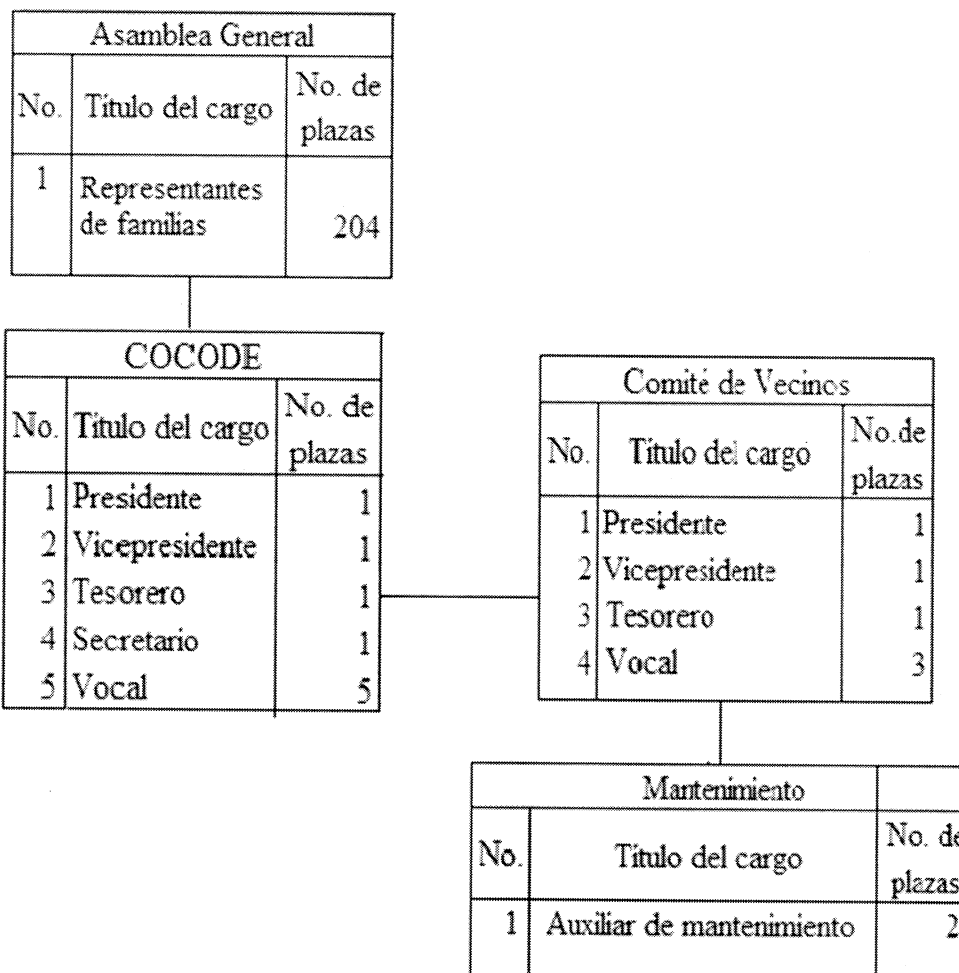 Asamblea General
No. Título del cargo No. de plazas
1 Representantes de familias 204
COCODE
No. Título del cargo No. de plazas
1 Presidente 1
2 Vicepresidente 1
3 Tesorero 1
4 Secretario 1
5 Vocal 5
Comité de Vecinos
No. Título del cargo No.de plazas
1 Presidente 1
2 Vicepresidente 1
3 Tesorero 1
4 Vocal 3
Mantenimiento
No. Título del cargo No. de plazas
1 Auxiliar de mantenimiento 2